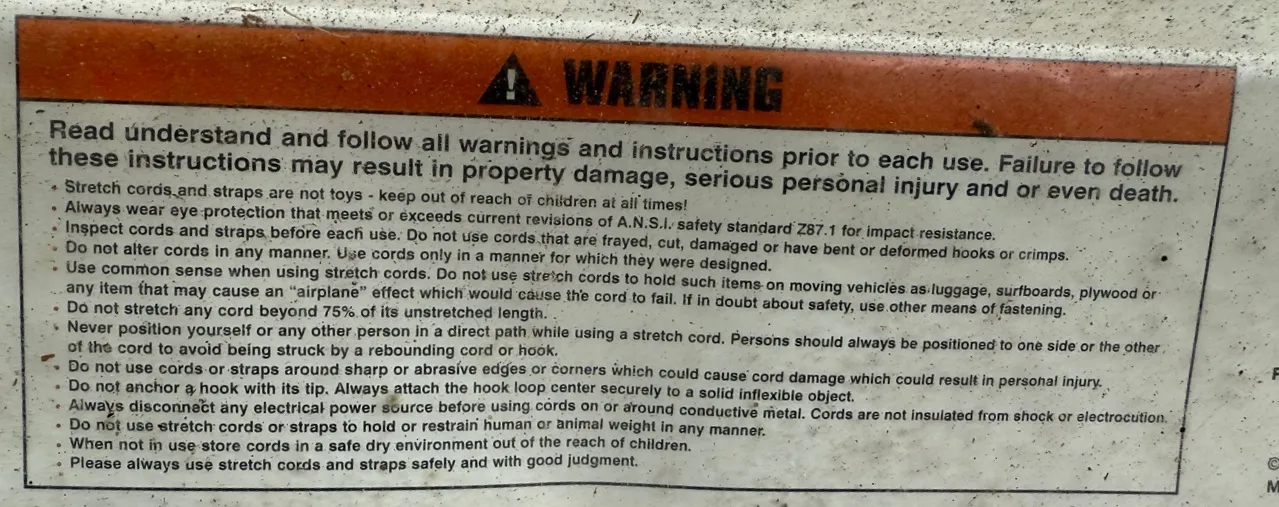 WARNING
Read understand and follow all warnings and instructions prior to each use. Failure to follow
these instructions may result in property damage, serious personal injury and or even death.
• Stretch cords and straps are not toys - keep out of reach of children at all times!
• Always wear eye protection that meets or exceeds current revisions of A.N.S.I. safety standard Z87.1 for impact resistance.
• Inspect cords and straps before each use. Do not use cords that are frayed, cut, damaged or have bent or deformed hooks or crimps.
• Do not alter cords in any manner. Use cords only in a manner for which they were designed.
• Use common sense when using stretch cords. Do not use stretch cords to hold such items on moving vehicles as luggage, surfboards, plywood or
any item that may cause an "airplane" effect which would cause the cord to fail. If in doubt about safety, use other means of fastening.
• Do not stretch any cord beyond 75% of its unstretched length.
• Never position yourself or any other person in a direct path while using a stretch cord. Persons should always be positioned to one side or the other
of the cord to avoid being struck by a rebounding cord or hook.
• Do not use cords or straps around sharp or abrasive edges or corners which could cause cord damage which could result in personal injury.
• Do not anchor a hook with its tip. Always attach the hook loop center securely to a solid inflexible object.
• Always disconnect any electrical power source before using cords on or around conductive metal. Cords are not insulated from shock or electrocution.
• Do not use stretch cords or straps to hold or restrain human or animal weight in any manner.
• When not in use store cords in a safe dry environment out of the reach of children.
• Please always use stretch cords and straps safely and with good judgment.
©
M